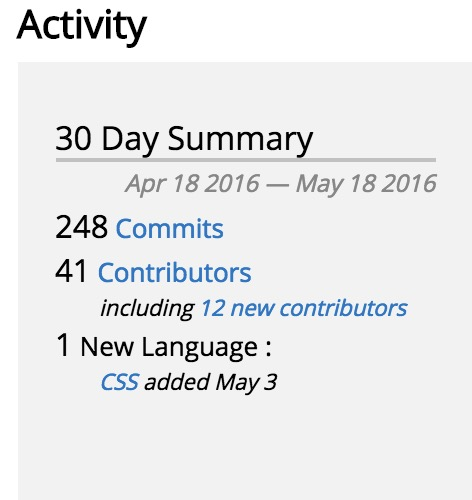 Activity
30 Day Summary
Apr 18 2016 — May 18 2016
248 Commits
41 Contributors
including 12 new contributors
1 New Language :
CSS added May 3